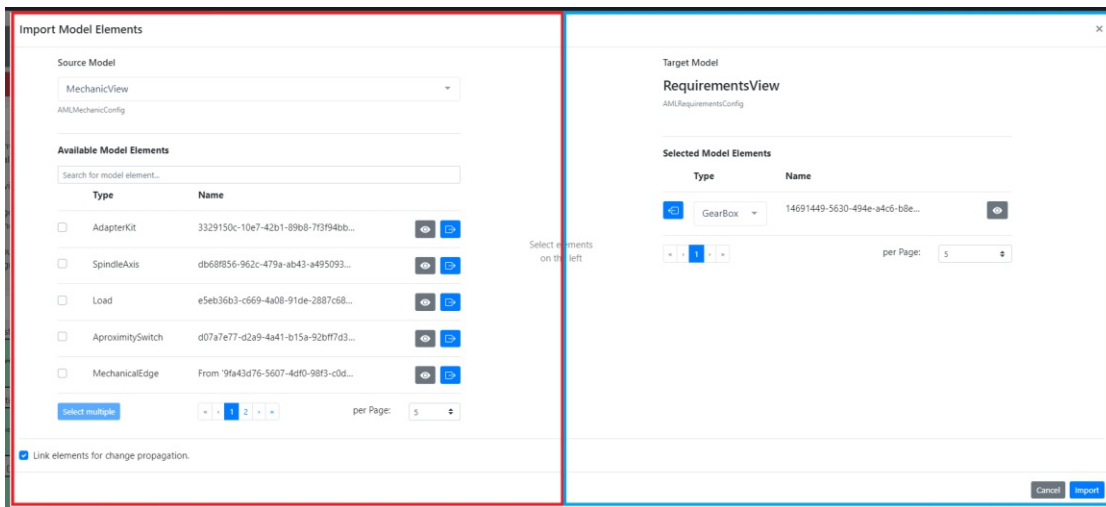 Import Model Elements
×
Source Model
MechanicView
AMLMechanicConfig
Available Model Elements
Search for model element...
Type Name
AdapterKit 3329150c-10e7-42b1-89b8-7f3f94bb...
SpindleAxis db68f856-962c-479a-ab43-a495093...
Load e5eb36b3-c669-4a08-91de-2887c68...
AproximitySwitch d07a7e77-d2a9-4a41-b15a-92bff7d3...
MechanicalEdge From '9fa43d76-5607-4df0-98f3-c0d...
Select multiple
« ‹ 1 2 › »
per Page: 5
Select elements
on the left
Target Model
RequirementsView
AMLRequirementsConfig
Selected Model Elements
Type Name
GearBox 14691449-5630-494e-a4c6-b8e...
« ‹ 1 › »
per Page: 5
Link elements for change propagation.
Cancel Import